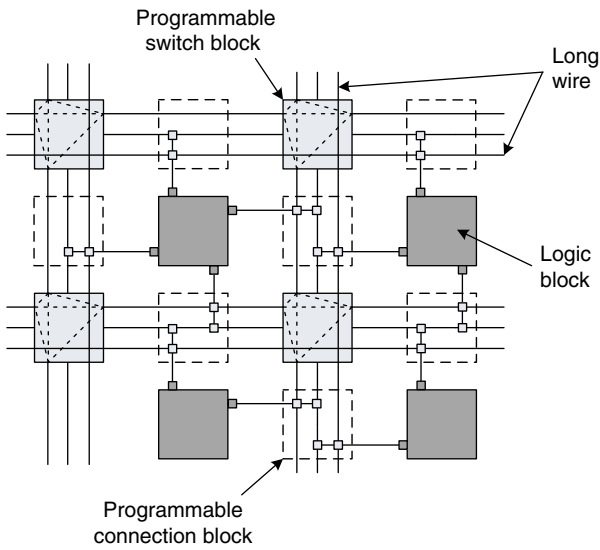 Programmable
switch block
Long
wire
Logic
block
Programmable
connection block